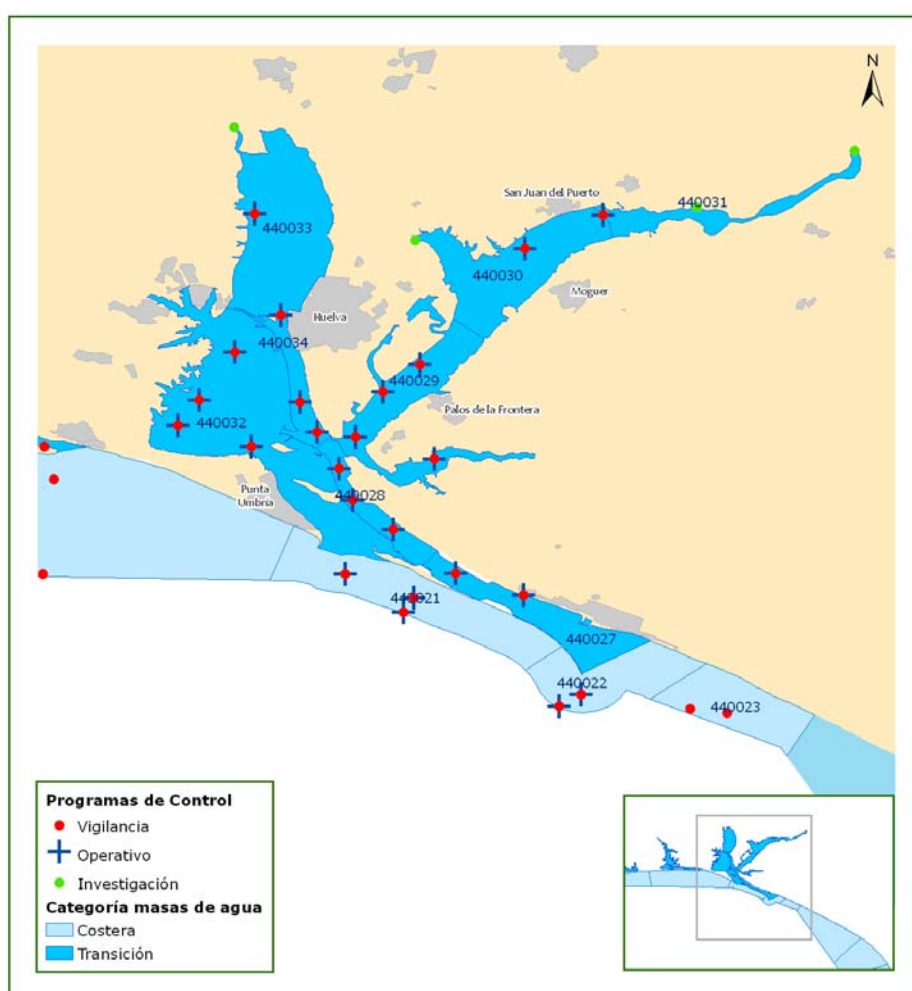 N
San Juan del Puerto
440031
440033
440030
Moguer
Huelva
440034
440029
Palos de la Frontera
440032
Punta
Umbría
440028
440021
440027
440022
440023
Programas de Control
Vigilancia
Operativo
Investigación
Categoría masas de agua
Costera
Transición